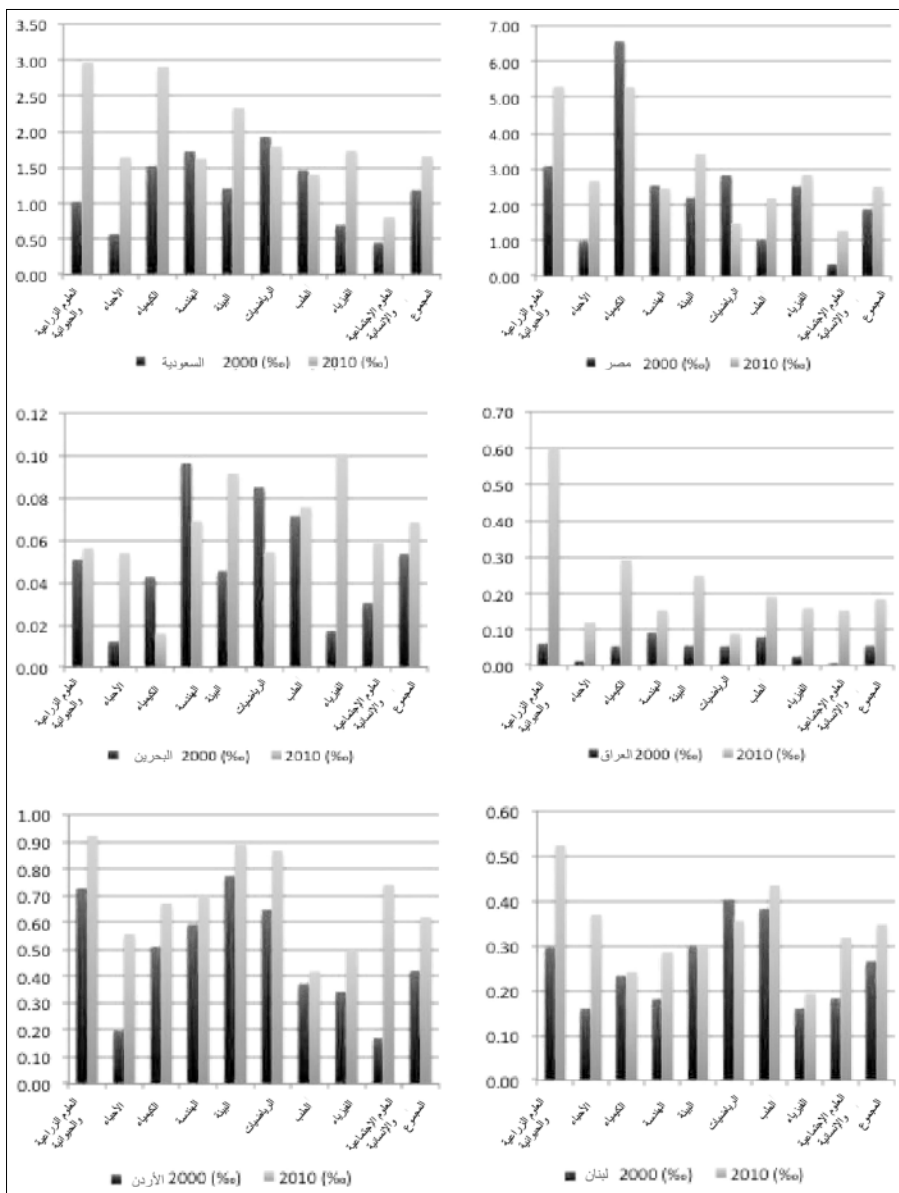 3.50
3.00
2.50
2.00
1.50
1.00
0.50
0.00
العلوم الزراعية والحيوانية
الأحياء
الكيمياء
الهندسة
البيئة
الرياضيات
الطب
الفيزياء
العلوم الاجتماعية والإنسانية
المجموع
السعودية 2000 (‰) 2010 (‰)
7.00
6.00
5.00
4.00
3.00
2.00
1.00
0.00
العلوم الزراعية والحيوانية
الأحياء
الكيمياء
الهندسة
البيئة
الرياضيات
الطب
الفيزياء
العلوم الاجتماعية والإنسانية
المجموع
مصر 2000 (‰) 2010 (‰)
0.12
0.10
0.08
0.06
0.04
0.02
0.00
العلوم الزراعية والحيوانية
الأحياء
الكيمياء
الهندسة
البيئة
الرياضيات
الطب
الفيزياء
العلوم الاجتماعية والإنسانية
المجموع
البحرين 2000 (‰) 2010 (‰)
0.70
0.60
0.50
0.40
0.30
0.20
0.10
0.00
العلوم الزراعية والحيوانية
الأحياء
الكيمياء
الهندسة
البيئة
الرياضيات
الطب
الفيزياء
العلوم الاجتماعية والإنسانية
المجموع
العراق 2000 (‰) 2010 (‰)
1.00
0.90
0.80
0.70
0.60
0.50
0.40
0.30
0.20
0.10
0.00
العلوم الزراعية والحيوانية
الأحياء
الكيمياء
الهندسة
البيئة
الرياضيات
الطب
الفيزياء
العلوم الاجتماعية والإنسانية
المجموع
الأردن 2000 (‰) 2010 (‰)
0.60
0.50
0.40
0.30
0.20
0.10
0.00
العلوم الزراعية والحيوانية
الأحياء
الكيمياء
الهندسة
البيئة
الرياضيات
الطب
الفيزياء
العلوم الاجتماعية والإنسانية
المجموع
لبنان 2000 (‰) 2010 (‰)